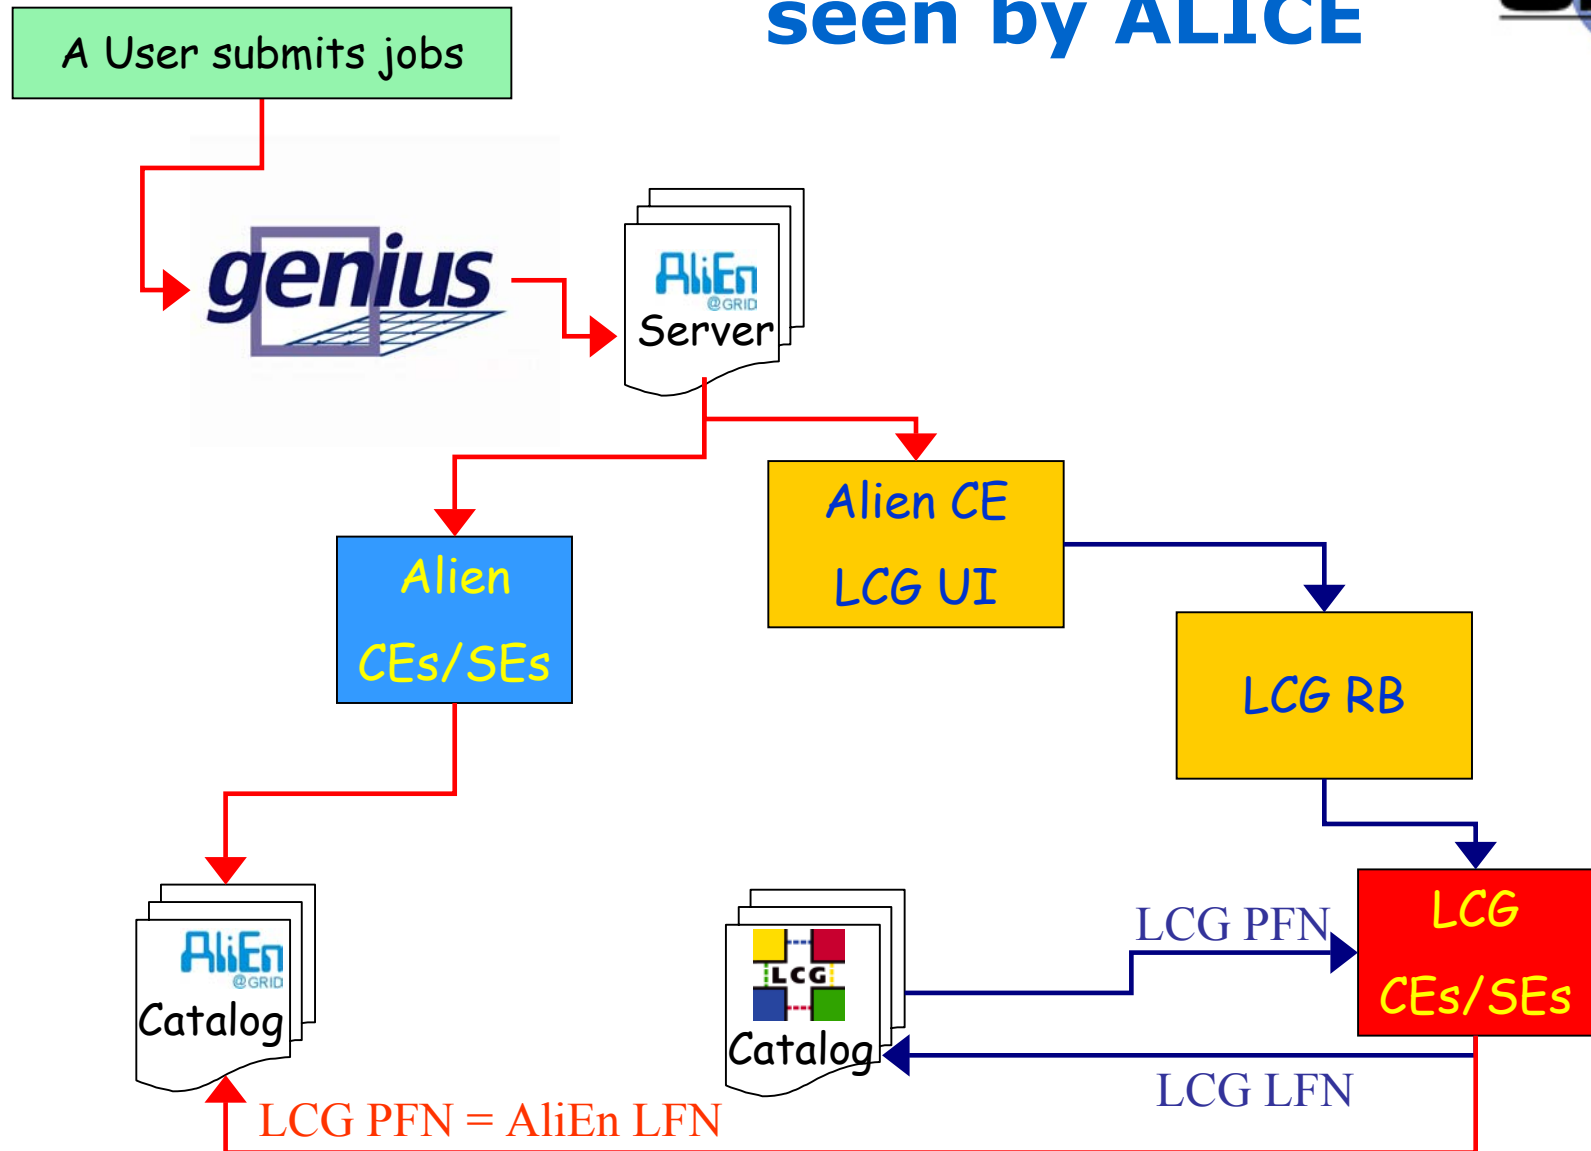 seen by ALICE
A User submits jobs
genius
AliEn
@GRID
Server
Alien CE
LCG UI
Alien
CEs/SEs
LCG RB
LCG PFN
LCG
CEs/SEs
AliEn
@GRID
Catalog
LCG
Catalog
LCG LFN
LCG PFN = AliEn LFN